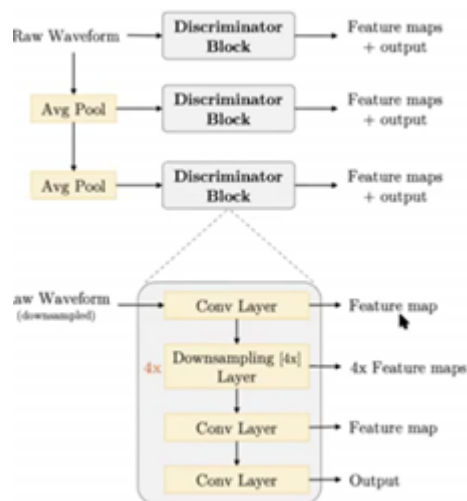 Raw Waveform
Discriminator
Block
Feature maps
+ output
Avg Pool
Discriminator
Block
Feature maps
+ output
Avg Pool
Discriminator
Block
Feature maps
+ output
aw Waveform
(downsampled)
Conv Layer
Feature map
4x
Downsampling [4x]
Layer
4x Feature maps
Conv Layer
Feature map
Conv Layer
Output